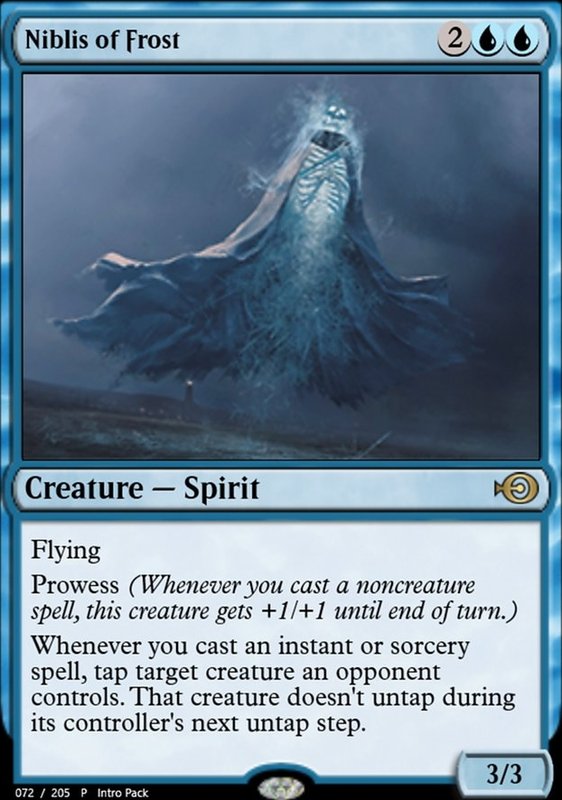 Niblis of Frost 2
Creature — Spirit
Flying
Prowess (Whenever you cast a noncreature
spell, this creature gets +1/+1 until end of turn.)
Whenever you cast an instant or sorcery
spell, tap target creature an opponent
controls. That creature doesn't untap during
its controller's next untap step.
3/3
072 / 205 P Intro Pack